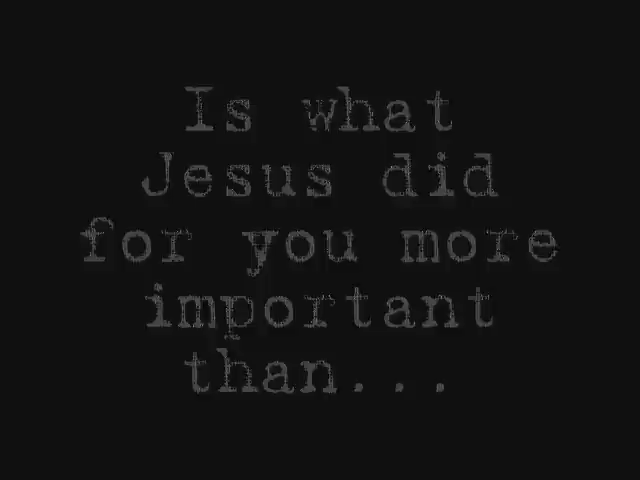 Is what
Jesus did
for you more
important
than...